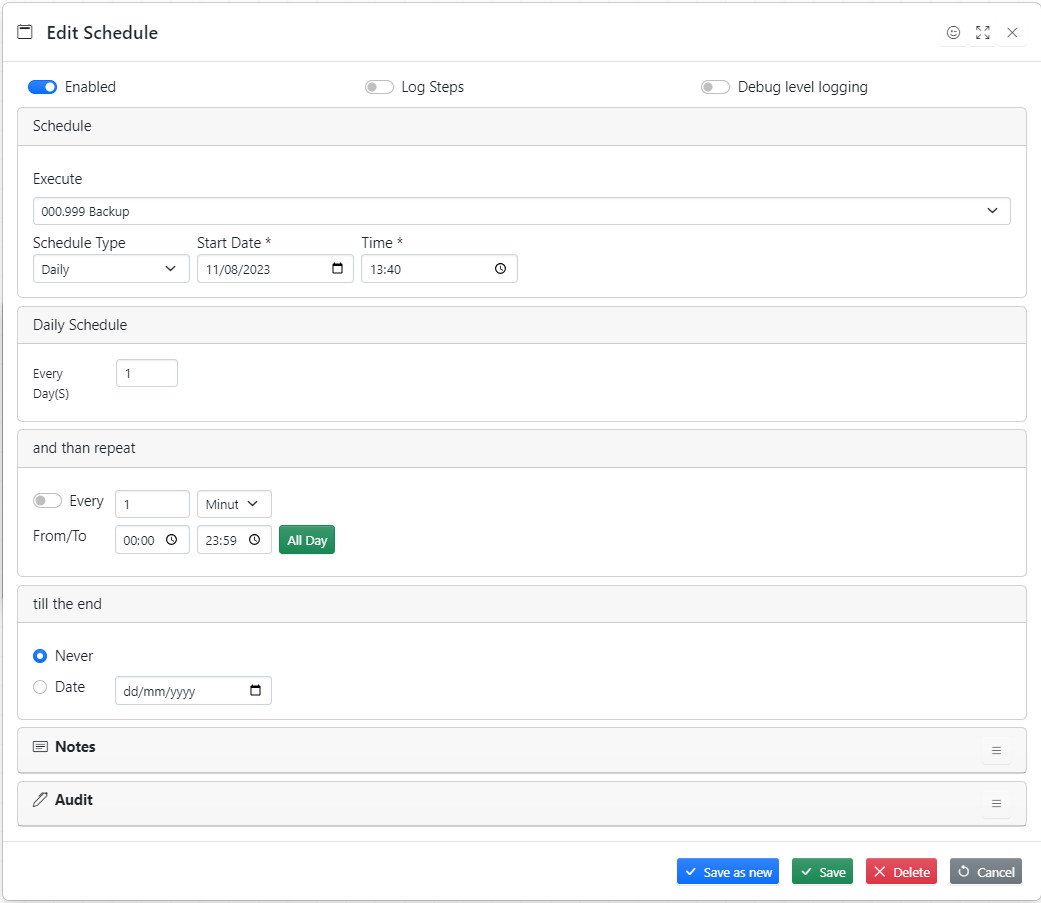 Edit Schedule
Enabled
Log Steps
Debug level logging
Schedule
Execute
000.999 Backup
Schedule Type
Start Date *
Time *
Daily
11/08/2023
13:40
Daily Schedule
Every
Day(S)
1
and than repeat
Every
1
Minut
From/To
00:00
23:59
All Day
till the end
Never
Date
dd/mm/yyyy
Notes
Audit
Save as new
Save
Delete
Cancel